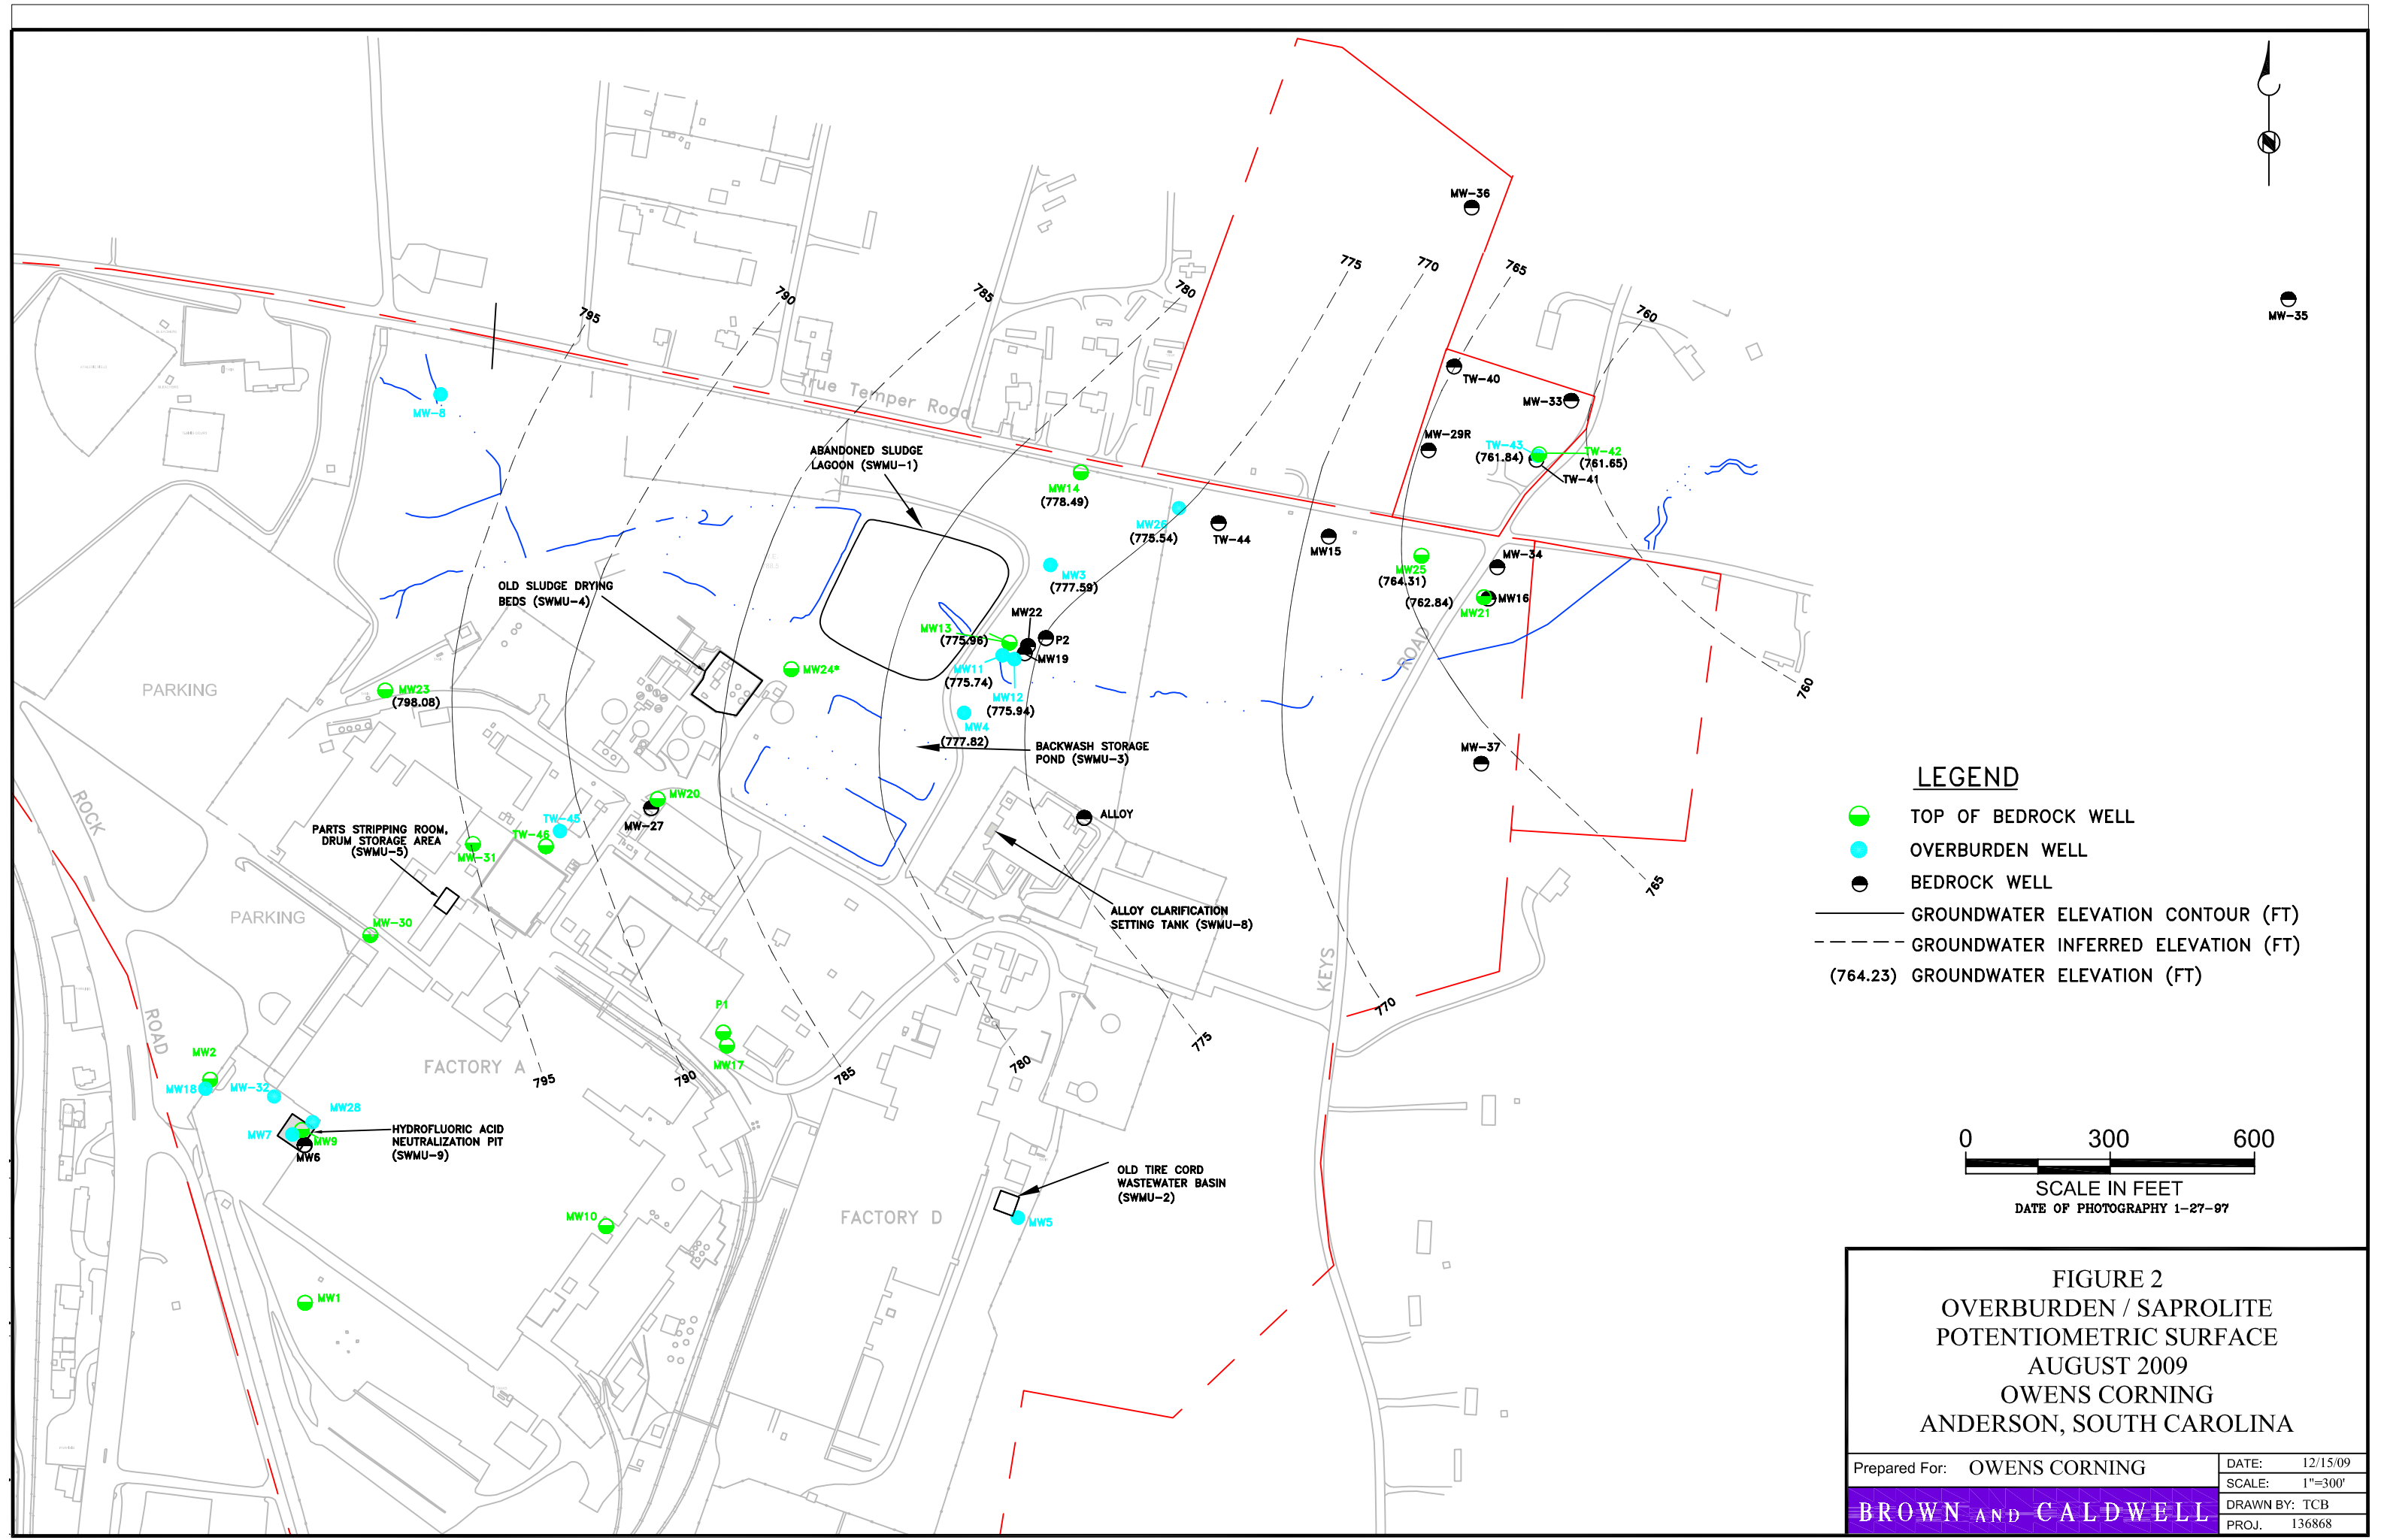 MW-36
775
770
765
790
785
780
795
760
MW-35
True Temper Road
TW-40
MW-8
MW-33
ABANDONED SLUDGE
LAGOON (SWMU-1)
MW-29R
TW-43
(761.84)
TW-42
(761.65)
TW-41
MW14
(778.49)
MW26
(775.54)
TW-44
MW15
MW-34
MW25
(764.31)
MW3
(777.59)
OLD SLUDGE DRYING
BEDS (SWMU-4)
(762.84)
MW16
MW21
MW22
MW13
(775.96)
P2
MW19
MW11
(775.74)
MW24*
ROAD
PARKING
MW23
(798.08)
MW12
(775.94)
760
MW4
(777.82)
BACKWASH STORAGE
POND (SWMU-3)
MW-37
LEGEND
TOP OF BEDROCK WELL
OVERBURDEN WELL
BEDROCK WELL
GROUNDWATER ELEVATION CONTOUR (FT)
GROUNDWATER INFERRED ELEVATION (FT)
(764.23) GROUNDWATER ELEVATION (FT)
ROCK
MW20
MW-27
ALLOY
PARTS STRIPPING ROOM,
DRUM STORAGE AREA
(SWMU-5)
TW-45
TW-46
MW-31
765
PARKING
MW-30
ALLOY CLARIFICATION
SETTING TANK (SWMU-8)
KEYS
770
ROAD
P1
775
MW2
MW17
FACTORY A
780
795
790
785
MW18
MW-32
MW28
MW7
MW9
MW6
HYDROFLUORIC ACID
NEUTRALIZATION PIT
(SWMU-9)
0 300 600
SCALE IN FEET
DATE OF PHOTOGRAPHY 1-27-97
OLD TIRE CORD
WASTEWATER BASIN
(SWMU-2)
MW10
FACTORY D
MW5
MW1
FIGURE 2
OVERBURDEN / SAPROLITE
POTENTIOMETRIC SURFACE
AUGUST 2009
OWENS CORNING
ANDERSON, SOUTH CAROLINA
Prepared For: OWENS CORNING
DATE: 12/15/09
SCALE: 1"=300'
BROWN AND CALDWELL
DRAWN BY: TCB
PROJ. 136868